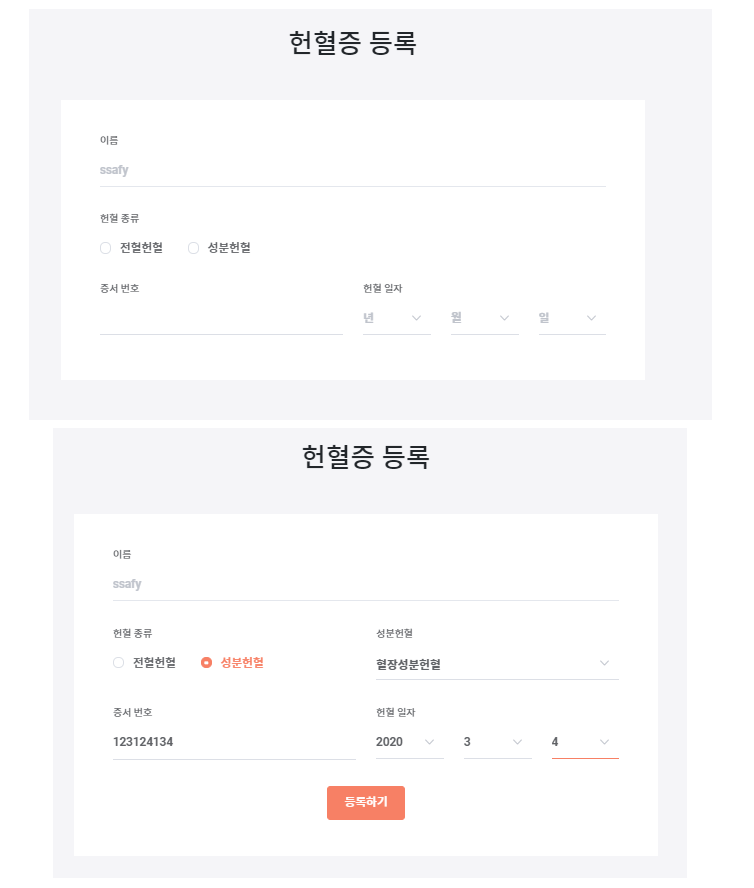 헌혈증 등록
이름
ssafy
헌혈 종류
전혈헌혈 성분헌혈
증서 번호 헌혈 일자
년 월 일
헌혈증 등록
이름
ssafy
헌혈 종류 성분헌혈
전혈헌혈 성분헌혈 혈장성분헌혈
증서 번호 헌혈 일자
123124134 2020 3 4
등록하기